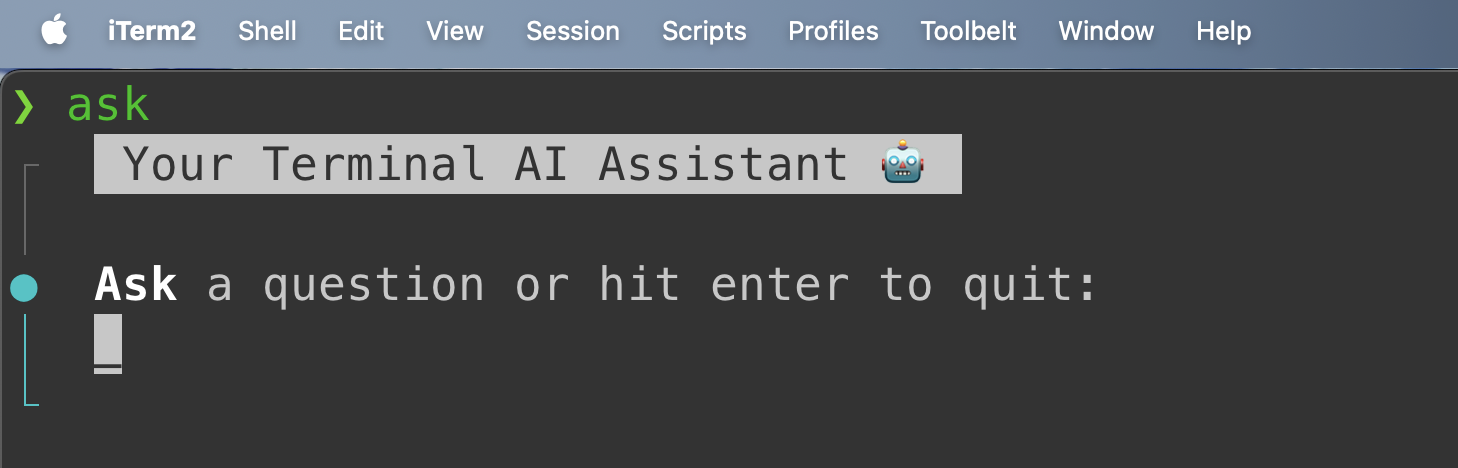 iTerm2 Shell Edit View Session Scripts Profiles Toolbelt Window Help
❯ ask
Your Terminal AI Assistant 🤖
Ask a question or hit enter to quit: